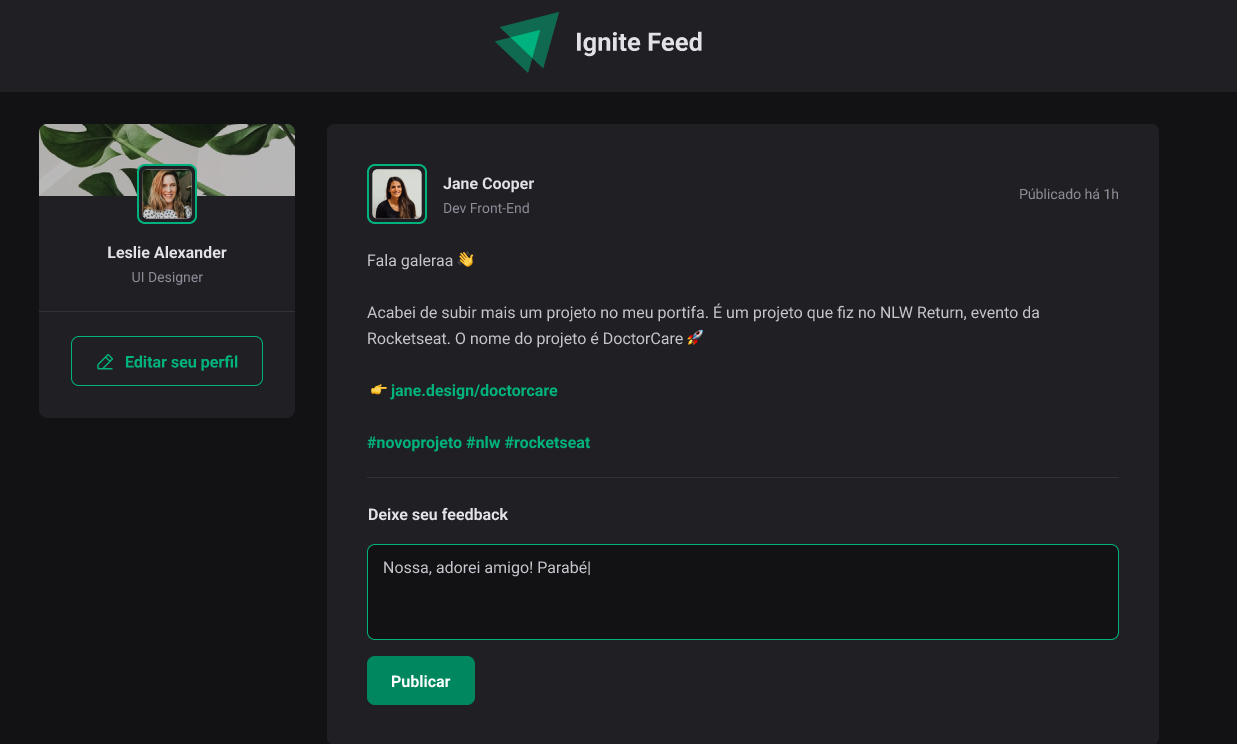 Ignite Feed
Leslie Alexander
UI Designer
Editar seu perfil
Jane Cooper
Dev Front-End
Públicado há 1h
Fala galeraa 👋
Acabei de subir mais um projeto no meu portifa. É um projeto que fiz no NLW Return, evento da
Rocketseat. O nome do projeto é DoctorCare 🚀
👉 jane.design/doctorcare
#novoprojeto #nlw #rocketseat
Deixe seu feedback
Nossa, adorei amigo! Parabé|
Publicar